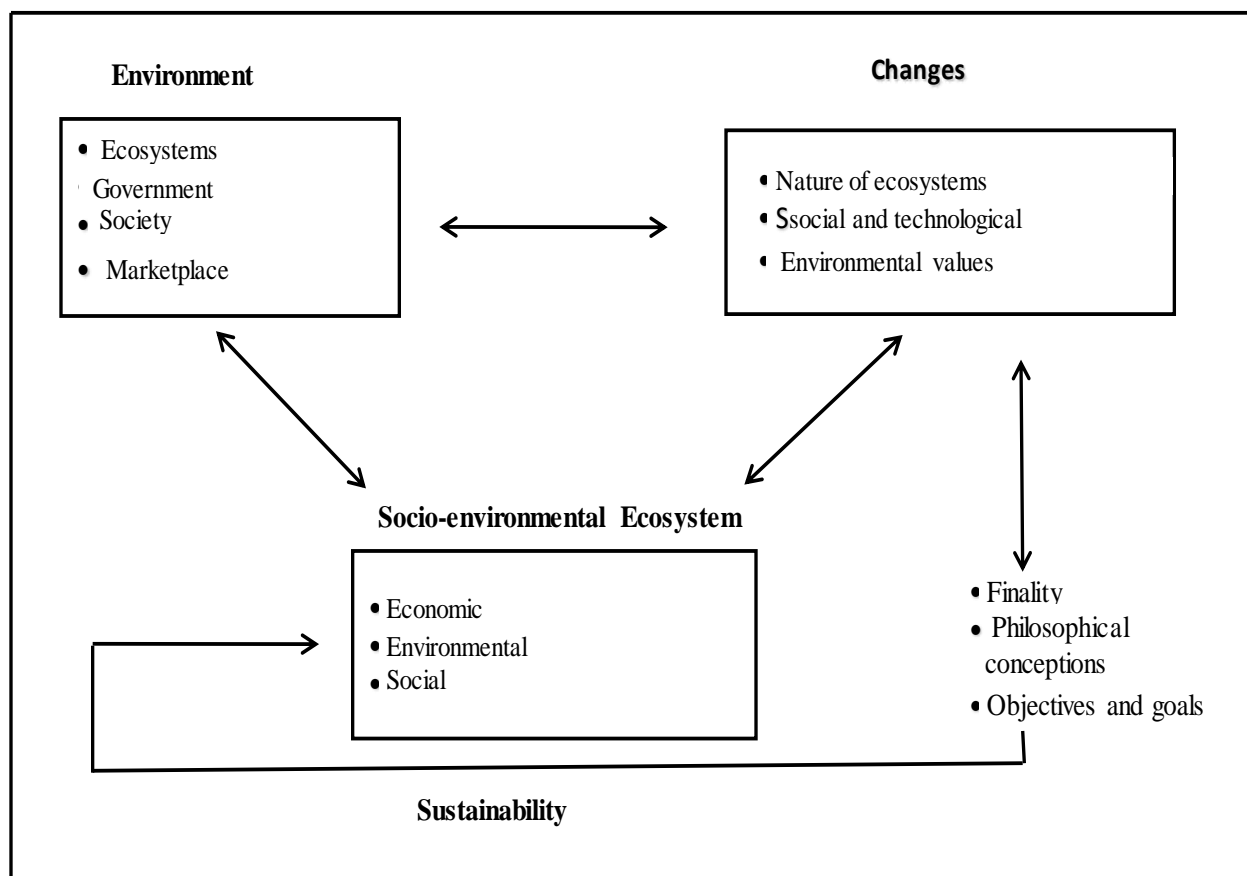 Environment
• Ecosystems
Government
• Society
• Marketplace
Changes
• Nature of ecosystems
• Ssocial and technological
• Environmental values
Socio-environmental Ecosystem
• Economic
• Environmental
• Social
• Finality
• Philosophical
conceptions
• Objectives and goals
Sustainability